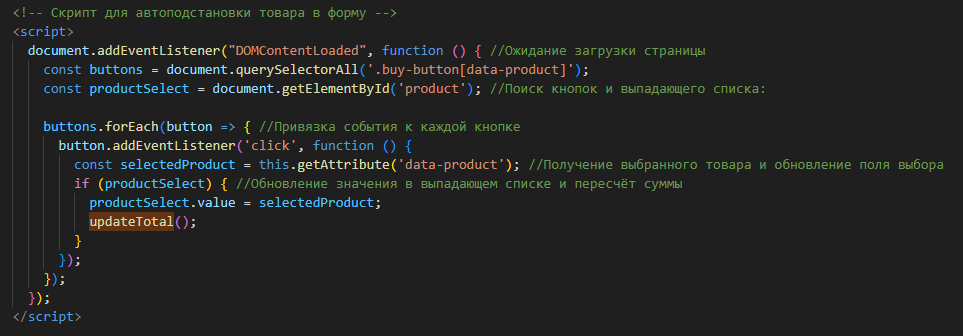 <!-- Скрипт для автоподстановки товара в форму -->
<script>
  document.addEventListener("DOMContentLoaded", function () { //Ожидание загрузки страницы
    const buttons = document.querySelectorAll('.buy-button[data-product]');
    const productSelect = document.getElementById('product'); //Поиск кнопок и выпадающего списка:

    buttons.forEach(button => { //Привязка события к каждой кнопке
      button.addEventListener('click', function () {
        const selectedProduct = this.getAttribute('data-product'); //Получение выбранного товара и обновление поля выбора
        if (productSelect) { //Обновление значения в выпадающем списке и пересчёт суммы
          productSelect.value = selectedProduct;
          updateTotal();
        }
      });
    });
  });
</script>